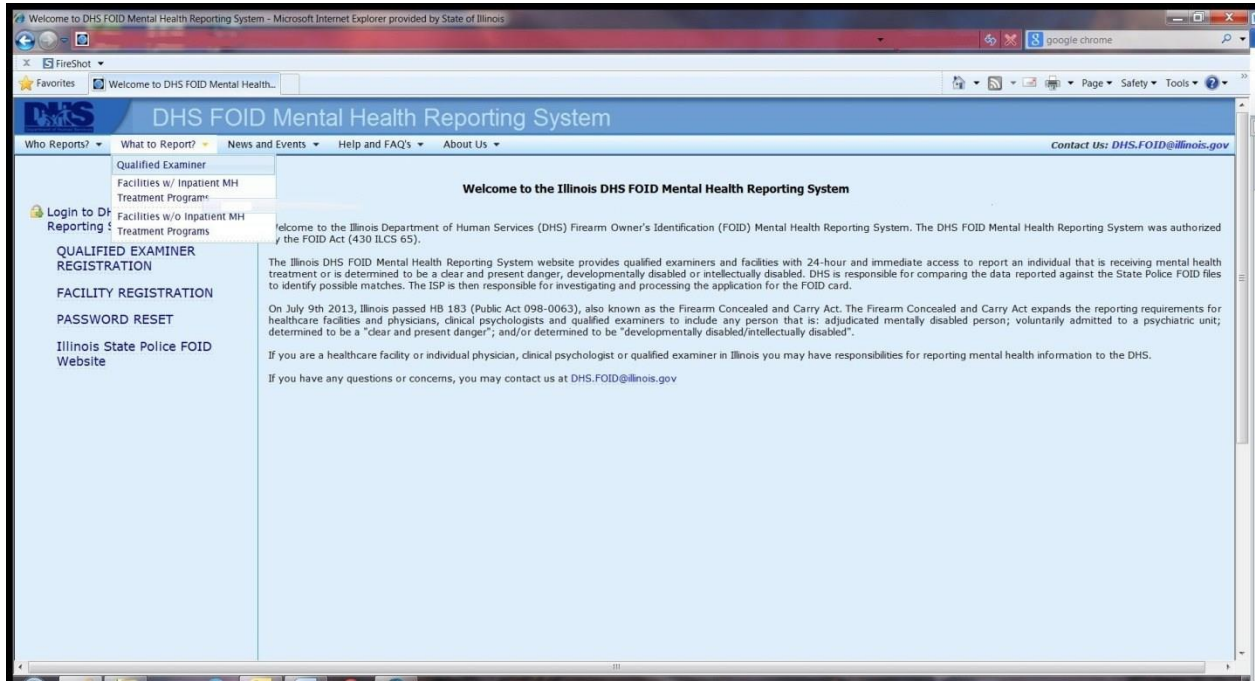 Welcome to DHS FOID Mental Health Reporting System - Microsoft Internet Explorer provided by State of Illinois
google chrome
X FireShot
Favorites Welcome to DHS FOID Mental Health... Page Safety Tools
DHS DHS FOID Mental Health Reporting System
Who Reports? What to Report? News and Events Help and FAQ's About Us Contact Us: DHS.FOID@illinois.gov
Qualified Examiner
Facilities w/ Inpatient MH
Treatment Programs
Facilities w/o Inpatient MH
Treatment Programs
Login to
Reporting
QUALIFIED EXAMINER
REGISTRATION
FACILITY REGISTRATION
PASSWORD RESET
Illinois State Police FOID
Website
Welcome to the Illinois DHS FOID Mental Health Reporting System
Welcome to the Illinois Department of Human Services (DHS) Firearm Owner's Identification (FOID) Mental Health Reporting System. The DHS FOID Mental Health Reporting System was authorized
by the FOID Act (430 ILCS 65).
The Illinois DHS FOID Mental Health Reporting System website provides qualified examiners and facilities with 24-hour and immediate access to report an individual that is receiving mental health
treatment or is determined to be a clear and present danger, developmentally disabled or intellectually disabled. DHS is responsible for comparing the data reported against the State Police FOID files
to identify possible matches. The ISP is then responsible for investigating and processing the application for the FOID card.
On July 9th 2013, Illinois passed HB 183 (Public Act 098-0063), also known as the Firearm Concealed and Carry Act. The Firearm Concealed and Carry Act expands the reporting requirements for
healthcare facilities and physicians, clinical psychologists and qualified examiners to include any person that is: adjudicated mentally disabled person; voluntarily admitted to a psychiatric unit;
determined to be a "clear and present danger"; and/or determined to be "developmentally disabled/intellectually disabled".
If you are a healthcare facility or individual physician, clinical psychologist or qualified examiner in Illinois you may have responsibilities for reporting mental health information to the DHS.
If you have any questions or concerns, you may contact us at DHS.FOID@illinois.gov